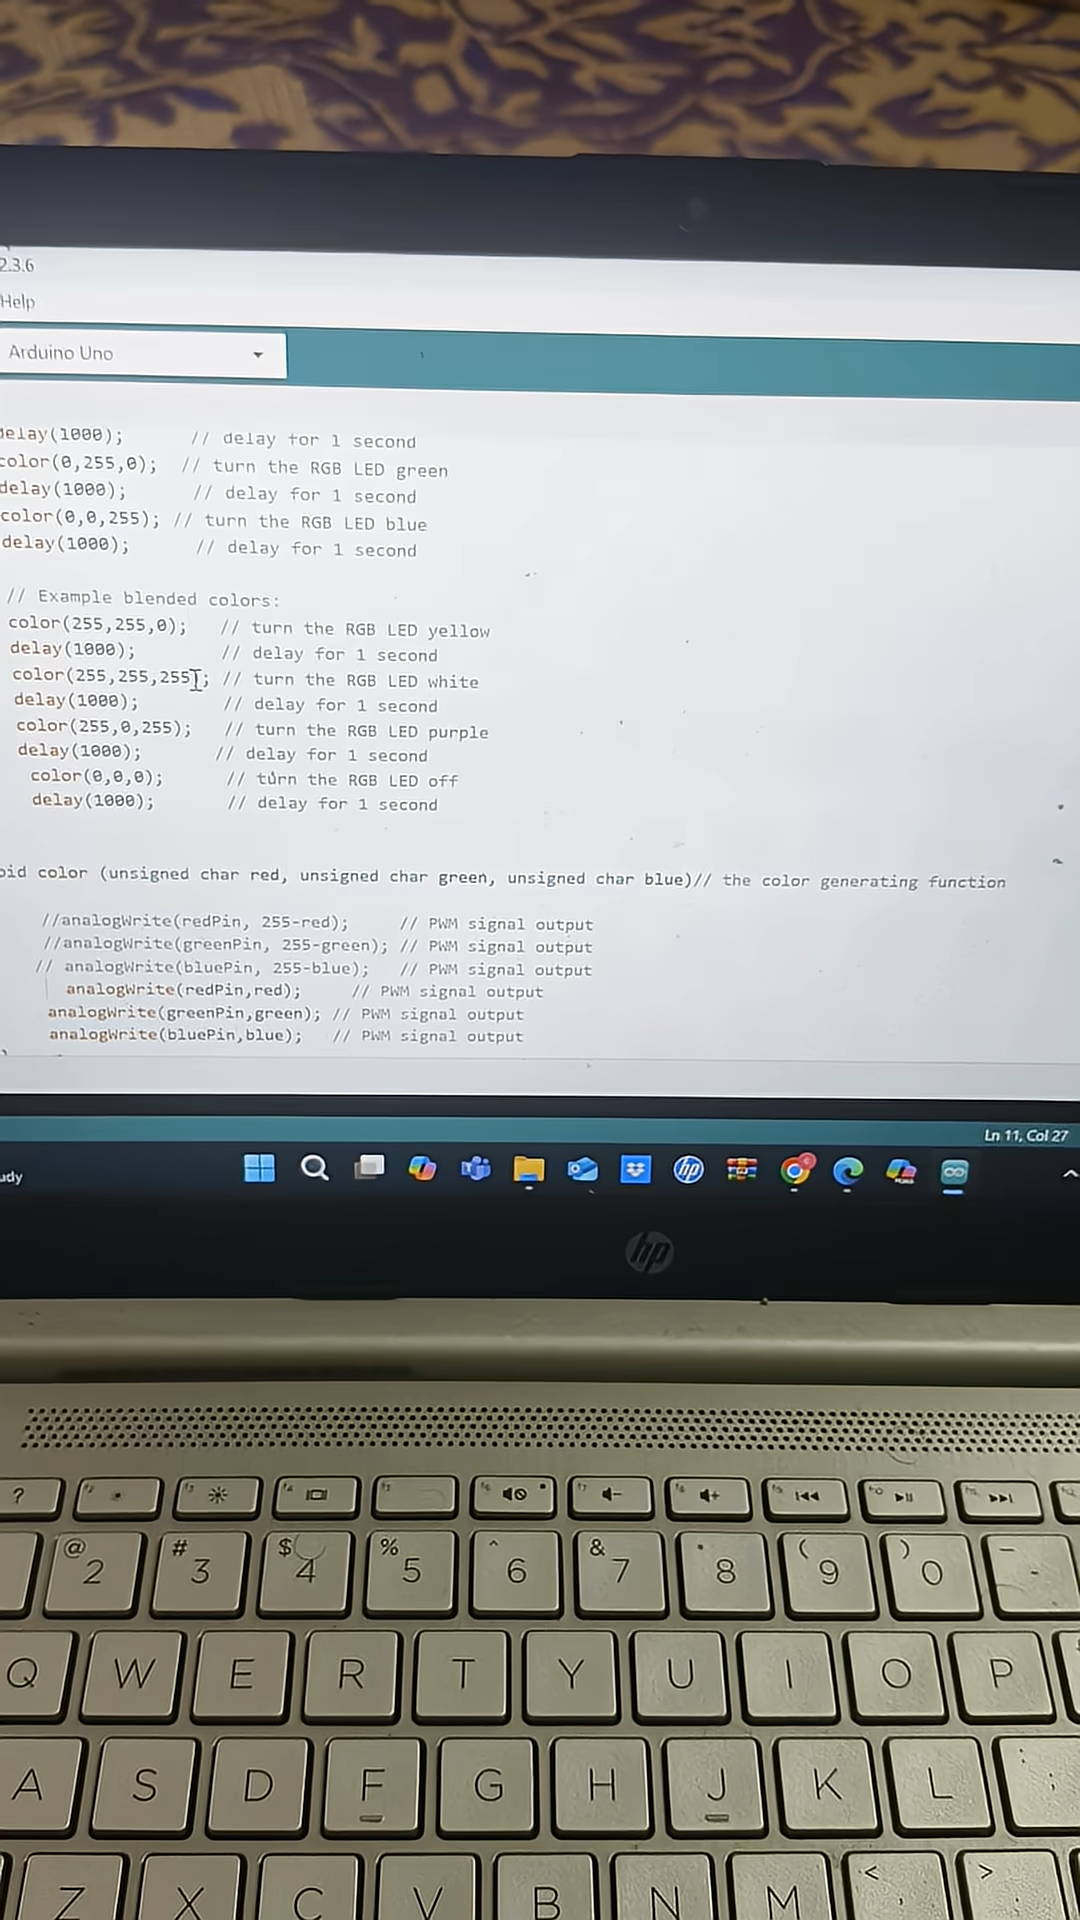 2.3.6
Help
Arduino Uno
delay(1000); // delay for 1 second
color(0,255,0); // turn the RGB LED green
delay(1000); // delay for 1 second
color(0,0,255); // turn the RGB LED blue
delay(1000); // delay for 1 second
// Example blended colors:
color(255,255,0); // turn the RGB LED yellow
delay(1000); // delay for 1 second
color(255,255,255); // turn the RGB LED white
delay(1000); // delay for 1 second
color(255,0,255); // turn the RGB LED purple
delay(1000); // delay for 1 second
color(0,0,0); // turn the RGB LED off
delay(1000); // delay for 1 second
oid color (unsigned char red, unsigned char green, unsigned char blue)// the color generating function
//analogWrite(redPin, 255-red); // PWM signal output
//analogWrite(greenPin, 255-green); // PWM signal output
// analogWrite(bluePin, 255-blue); // PWM signal output
analogWrite(redPin,red); // PWM signal output
analogWrite(greenPin,green); // PWM signal output
analogWrite(bluePin,blue); // PWM signal output
Ln 11, Col 27
udy
hp
hp
?
@ 2 # 3 $ 4 % 5 ^ 6 & 7 * 8 ( 9 ) 0 -
Q W E R T Y U I O P
A S D F G H J K L ;
Z X C V B N M < , > .